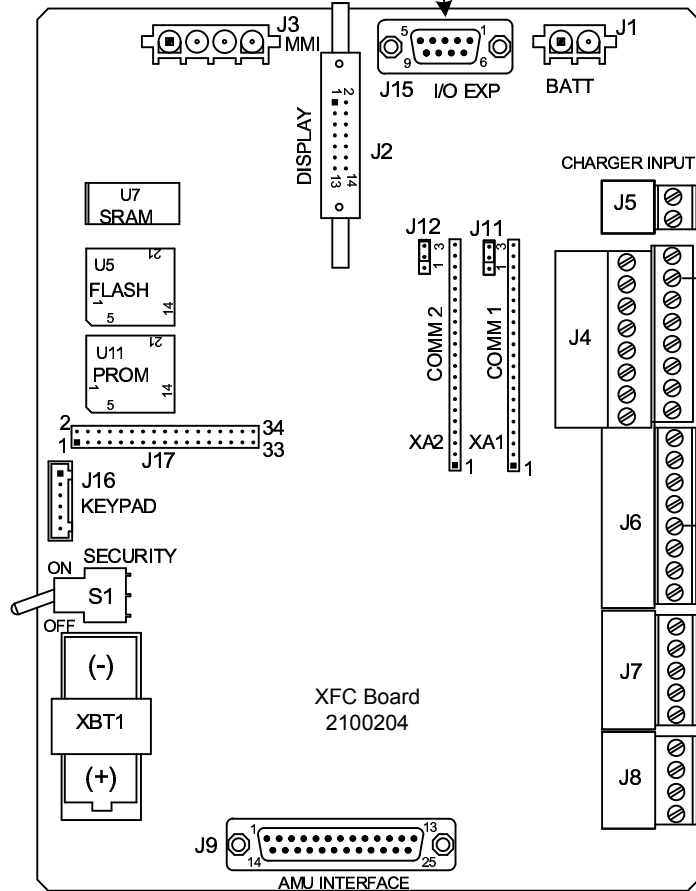 J3
MMI
5 1
9 6
J15 I/O EXP
J1
BATT
DISPLAY
1 2
13 14
J2
CHARGER INPUT
J5
U7
SRAM
J12
3
1
J11
3
1
U5
FLASH
21
14
1
5
COMM 2
COMM 1
J4
U11
PROM
21
14
1
5
XA2
1
XA1
1
2
1
34
33
J17
J16
KEYPAD
J6
SECURITY
ON
S1
OFF
(-)
XBT1
(+)
J7
XFC Board
2100204
J8
J9
1 13
14 25
AMU INTERFACE